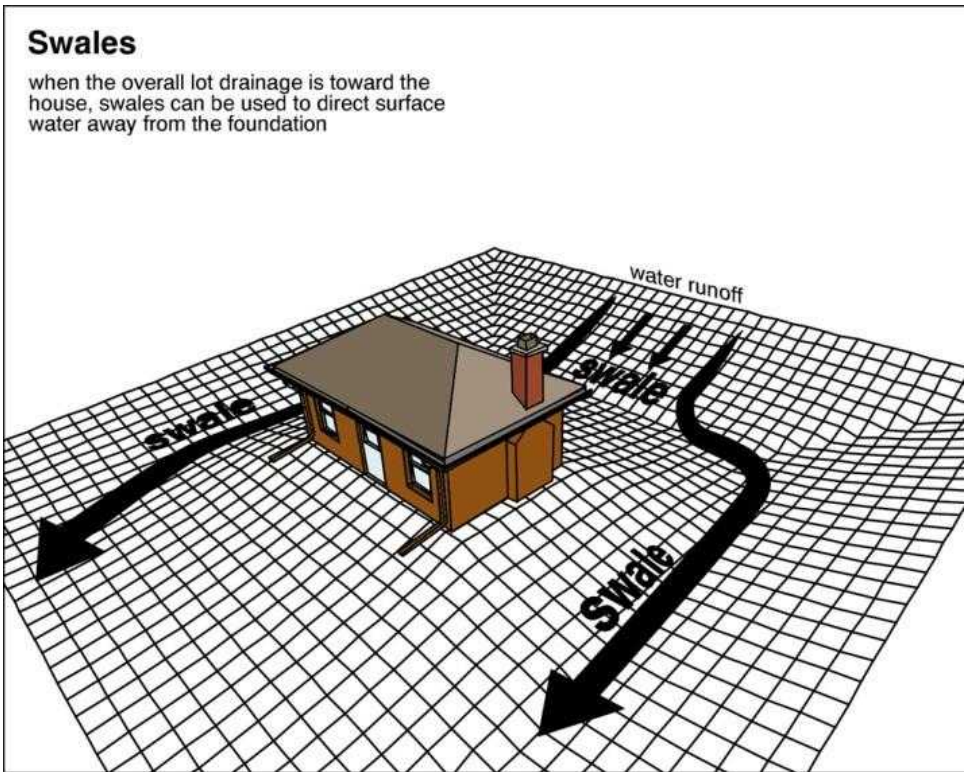 Swales
when the overall lot drainage is toward the
house, swales can be used to direct surface
water away from the foundation
water runoff
swale
swale
Swale